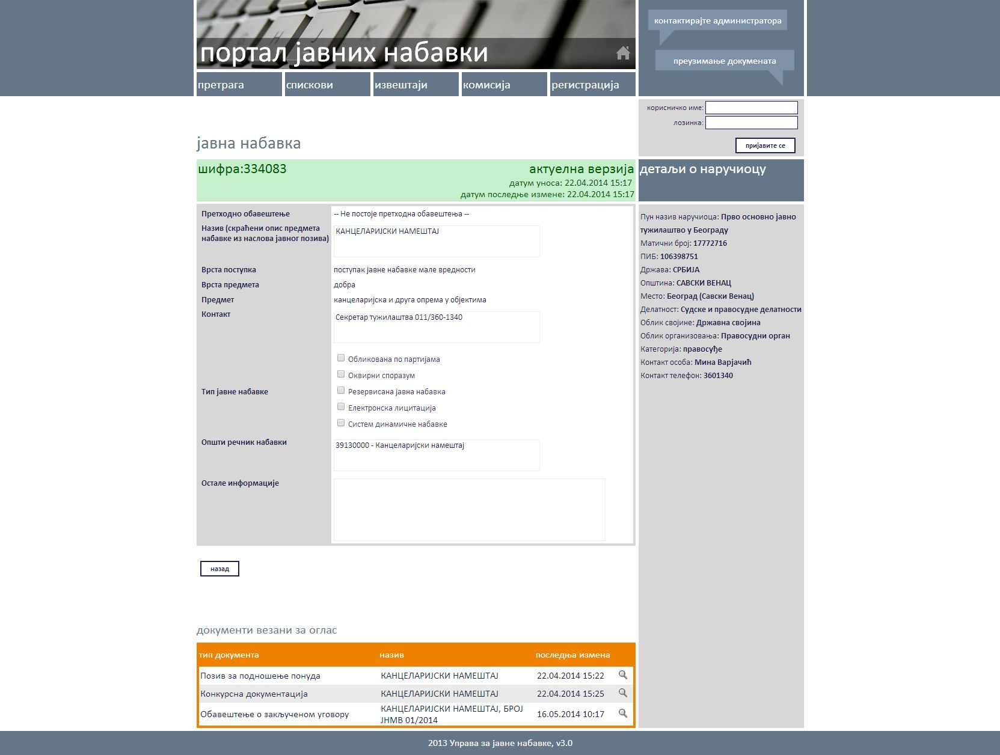 портал јавних набавки
контактирајте администратора
преузимање докумената
претрага
спискови
извештаји
комисија
регистрација
корисничко име:
лозинка:
пријавите се
јавна набавка
шифра:334083
актуелна верзија
датум уноса: 22.04.2014 15:17
датум последње измене: 22.04.2014 15:17
Претходно обавештење
-- Не постоје претходна обавештења --
Назив (скраћени опис предмета
набавке из наслова јавног позива)
КАНЦЕЛАРИЈСКИ НАМЕШТАЈ
Врста поступка
поступак јавне набавке мале вредности
Врста предмета
добра
Предмет
канцеларијска и друга опрема у објектима
Контакт
Секретар тужилаштва 011/360-1340
Тип јавне набавке
Обликована по партијама
Оквирни споразум
Резервисана јавна набавка
Електронска лицитација
Систем динамичне набавке
Општи речник набавки
39130000 - Канцеларијски намештај
Остале информације
назад
детаљи о наручиоцу
Пун назив наручиоца: Прво основно јавно
тужилаштво у Београду
Матични број: 17772716
ПИБ: 106398751
Држава: СРБИЈА
Општина: САВСКИ ВЕНАЦ
Место: Београд (Савски Венац)
Делатност: Судске и правосудне делатности
Облик својине: Државна својина
Облик организовања: Правосудни орган
Категорија: правосуђе
Контакт особа: Мина Варјачић
Контакт телефон: 3601340
документи везани за оглас
тип документа назив последња измена
Позив за подношење понуда КАНЦЕЛАРИЈСКИ НАМЕШТАЈ 22.04.2014 15:22
Конкурсна документација КАНЦЕЛАРИЈСКИ НАМЕШТАЈ 22.04.2014 15:25
Обавештење о закљученом уговору
КАНЦЕЛАРИЈСКИ НАМЕШТАЈ, БРОЈ
ЈНМВ 01/2014
16.05.2014 10:17
2013 Управа за јавне набавке, v3.0